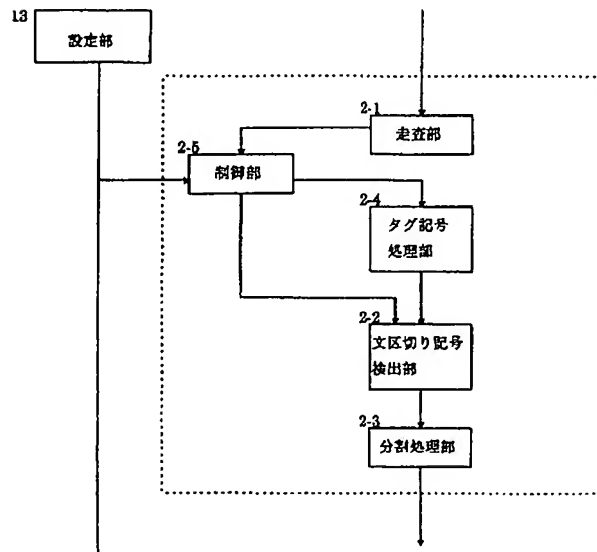 13
設定部
2-1
走査部
2-5
制御部
2-4
タグ記号
処理部
2-2
文区切り記号
検出部
2-3
分割処理部